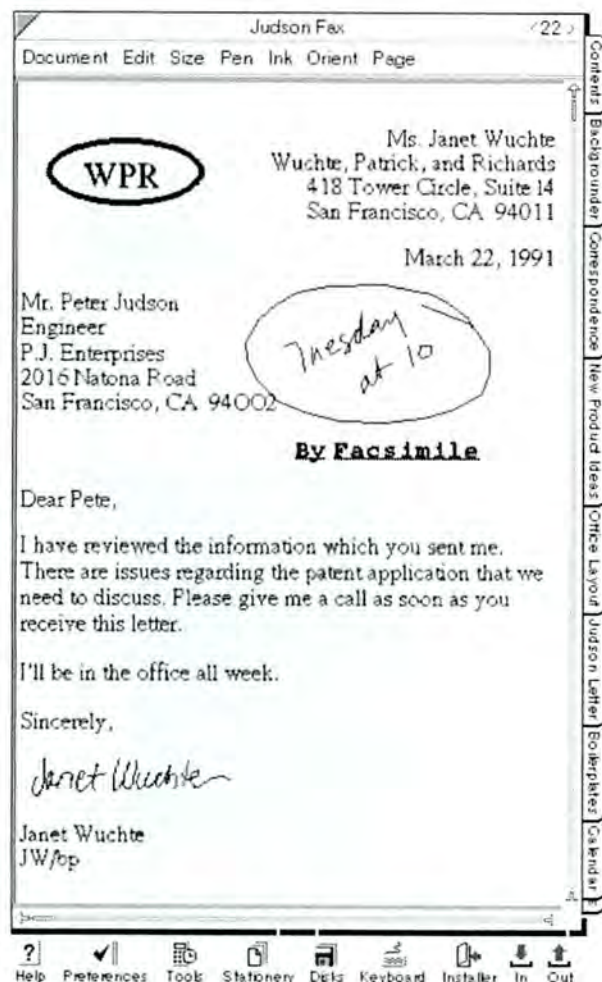 Judson Fax
< 22 >
Document Edit Size Pen Ink Orient Page
WPR
Ms. Janet Wuchte
Wuchte, Patrick, and Richards
418 Tower Circle, Suite 14
San Francisco, CA 94011
March 22, 1991
Mr. Peter Judson
Engineer
P.J. Enterprises
2016 Natona Road
San Francisco, CA 94002
Tuesday
at 10
By Facsimile
Dear Pete,
I have reviewed the information which you sent me.
There are issues regarding the patent application that we
need to discuss. Please give me a call as soon as you
receive this letter.
I'll be in the office all week.
Sincerely,
Janet Wuchte
Janet Wuchte
JW/bp
Contents
Backgrounder
Correspondence
New Product Ideas
Office Layout
Judson Letter
Boilerplates
Calendar
? Help
Preferences
Tools
Stationery
Disks
Keyboard
Installer
In
Out